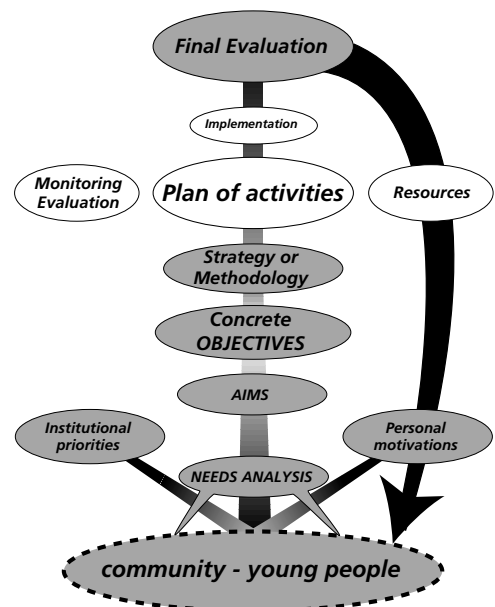 Final Evaluation
Implementation
Monitoring
Evaluation
Plan of activities
Resources
Strategy or
Methodology
Concrete
OBJECTIVES
AIMS
Institutional
priorities
Personal
motivations
NEEDS ANALYSIS
community - young people